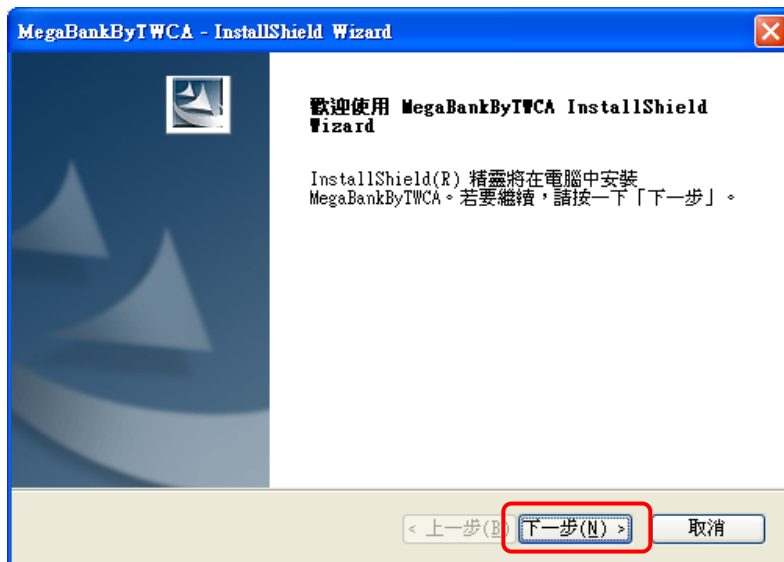 MegaBankByTWCA - InstallShield Wizard
歡迎使用 MegaBankByTWCA InstallShield
Wizard
InstallShield(R) 精靈將在電腦中安裝
MegaBankByTWCA。若要繼續，請按一下「下一步」。
< 上一步(B) 下一步(N) > 取消